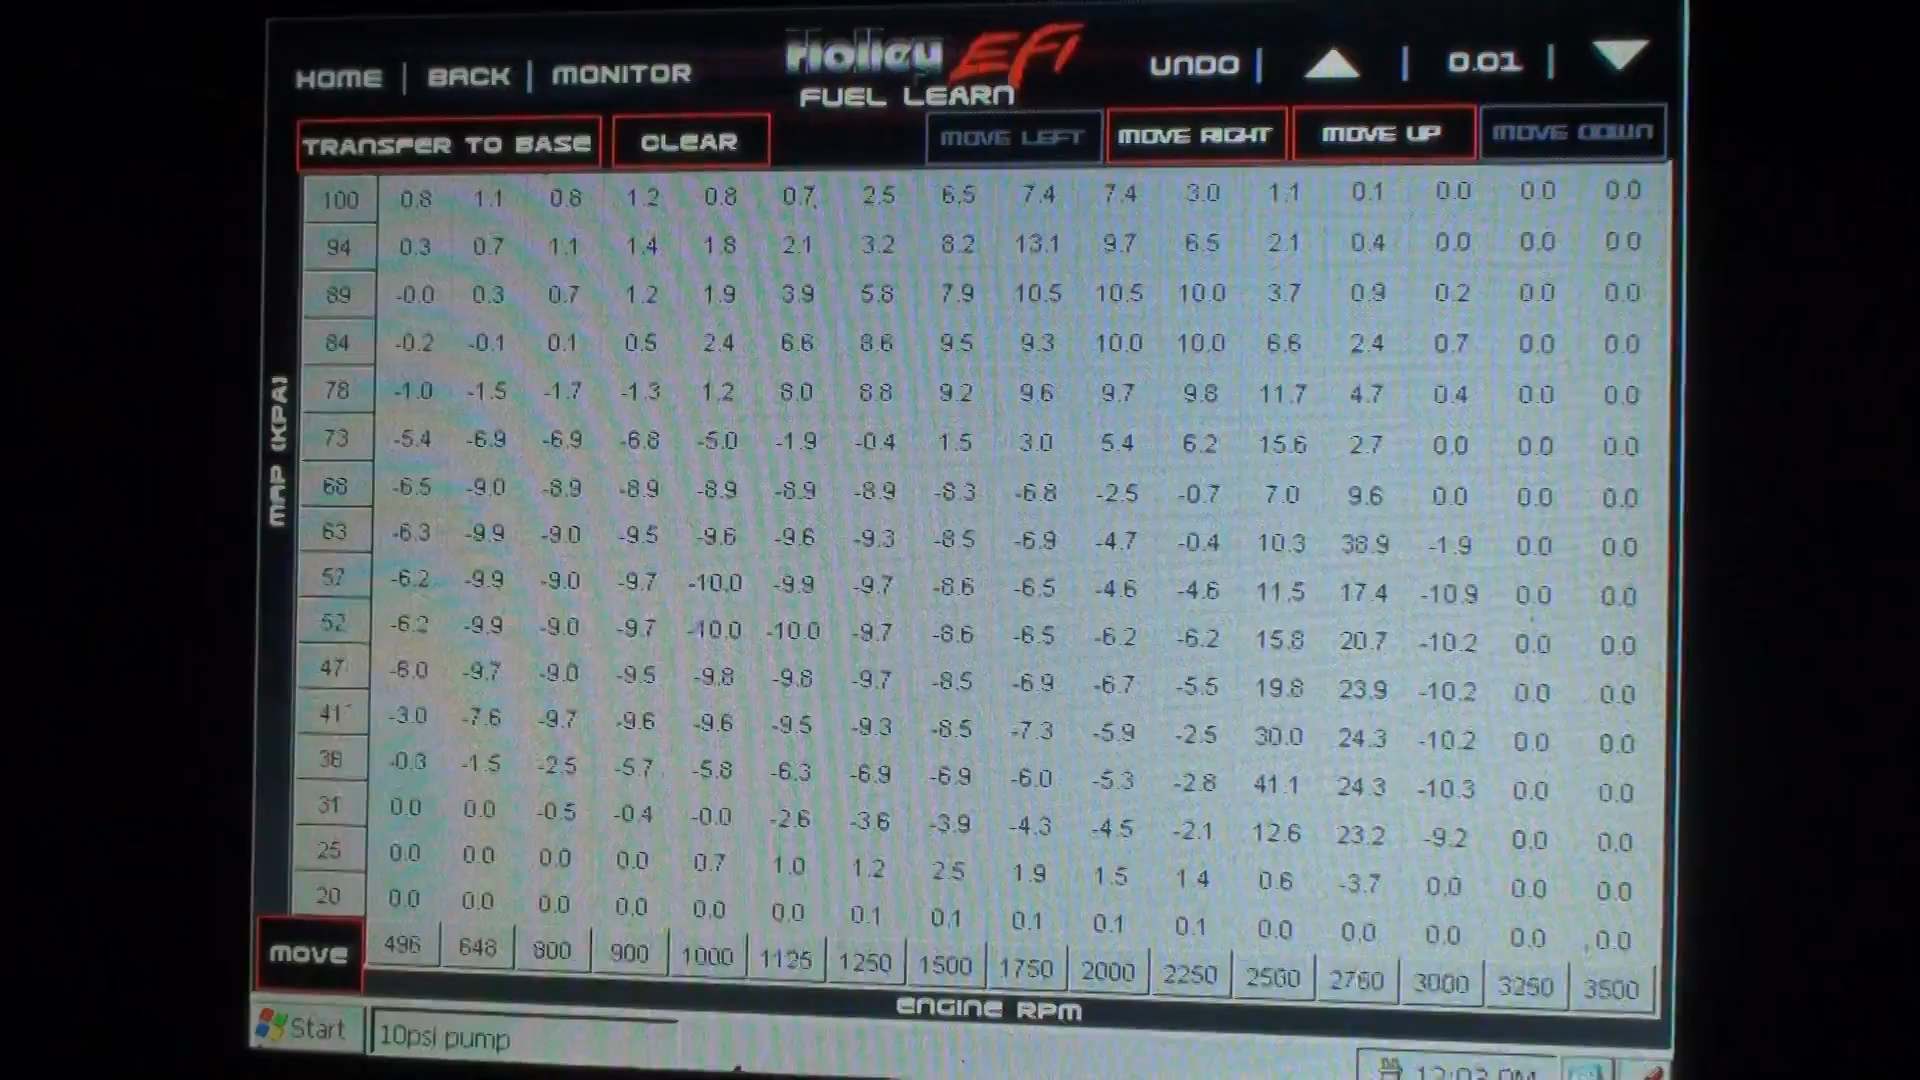 HOME | BACK | MONITOR Holley EFI UNDO | | 0.01 |
FUEL LEARN
TRANSFER TO BASE CLEAR MOVE LEFT MOVE RIGHT MOVE UP MOVE DOWN
100 0.8 1.1 0.8 1.2 0.8 0.7 2.5 6.5 7.4 7.4 3.0 1.1 0.1 0.0 0.0 0.0
94 0.3 0.7 1.1 1.4 1.8 2.1 3.2 8.2 13.1 9.7 6.5 2.1 0.4 0.0 0.0 0.0
89 -0.0 0.3 0.7 1.2 1.9 3.9 5.8 7.9 10.5 10.5 10.0 3.7 0.9 0.2 0.0 0.0
84 -0.2 -0.1 0.1 0.5 2.4 6.6 8.6 9.5 9.3 10.0 10.0 6.6 2.4 0.7 0.0 0.0
78 -1.0 -1.5 -1.7 -1.3 1.2 8.0 8.8 9.2 9.6 9.7 9.8 11.7 4.7 0.4 0.0 0.0
73 -5.4 -6.9 -6.9 -6.8 -5.0 -1.9 -0.4 1.5 3.0 5.4 6.2 15.6 2.7 0.0 0.0 0.0
68 -6.5 -9.0 -8.9 -8.9 -8.9 -8.9 -8.9 -8.3 -6.8 -2.5 -0.7 7.0 9.6 0.0 0.0 0.0
63 -6.3 -9.9 -9.0 -9.5 -9.6 -9.6 -9.3 -8.5 -6.9 -4.7 -0.4 10.3 38.9 -1.9 0.0 0.0
57 -6.2 -9.9 -9.0 -9.7 -10.0 -9.9 -9.7 -8.6 -6.5 -4.6 -4.6 11.5 17.4 -10.9 0.0 0.0
52 -6.2 -9.9 -9.0 -9.7 -10.0 -10.0 -9.7 -8.6 -6.5 -6.2 -6.2 15.8 20.7 -10.2 0.0 0.0
47 -6.0 -9.7 -9.0 -9.5 -9.8 -9.8 -9.7 -8.5 -6.9 -6.7 -5.5 19.8 23.9 -10.2 0.0 0.0
41 -3.0 -7.6 -9.7 -9.6 -9.6 -9.5 -9.3 -8.5 -7.3 -5.9 -2.5 30.0 24.3 -10.2 0.0 0.0
36 -0.3 -1.5 -2.5 -5.7 -5.8 -6.3 -6.9 -6.9 -6.0 -5.3 -2.8 41.1 24.3 -10.3 0.0 0.0
31 0.0 0.0 -0.5 -0.4 -0.0 -2.6 -3.6 -3.9 -4.3 -4.5 -2.1 12.6 23.2 -9.2 0.0 0.0
25 0.0 0.0 0.0 0.0 0.7 1.0 1.2 2.5 1.9 1.5 1.4 0.6 -3.7 0.0 0.0 0.0
20 0.0 0.0 0.0 0.0 0.0 0.0 0.1 0.1 0.1 0.1 0.1 0.0 0.0 0.0 0.0 0.0
MAP (KPA)
MOVE 496 648 800 900 1000 1125 1250 1500 1750 2000 2250 2500 2750 3000 3250 3500
ENGINE RPM
Start 10psi pump
12:03 PM